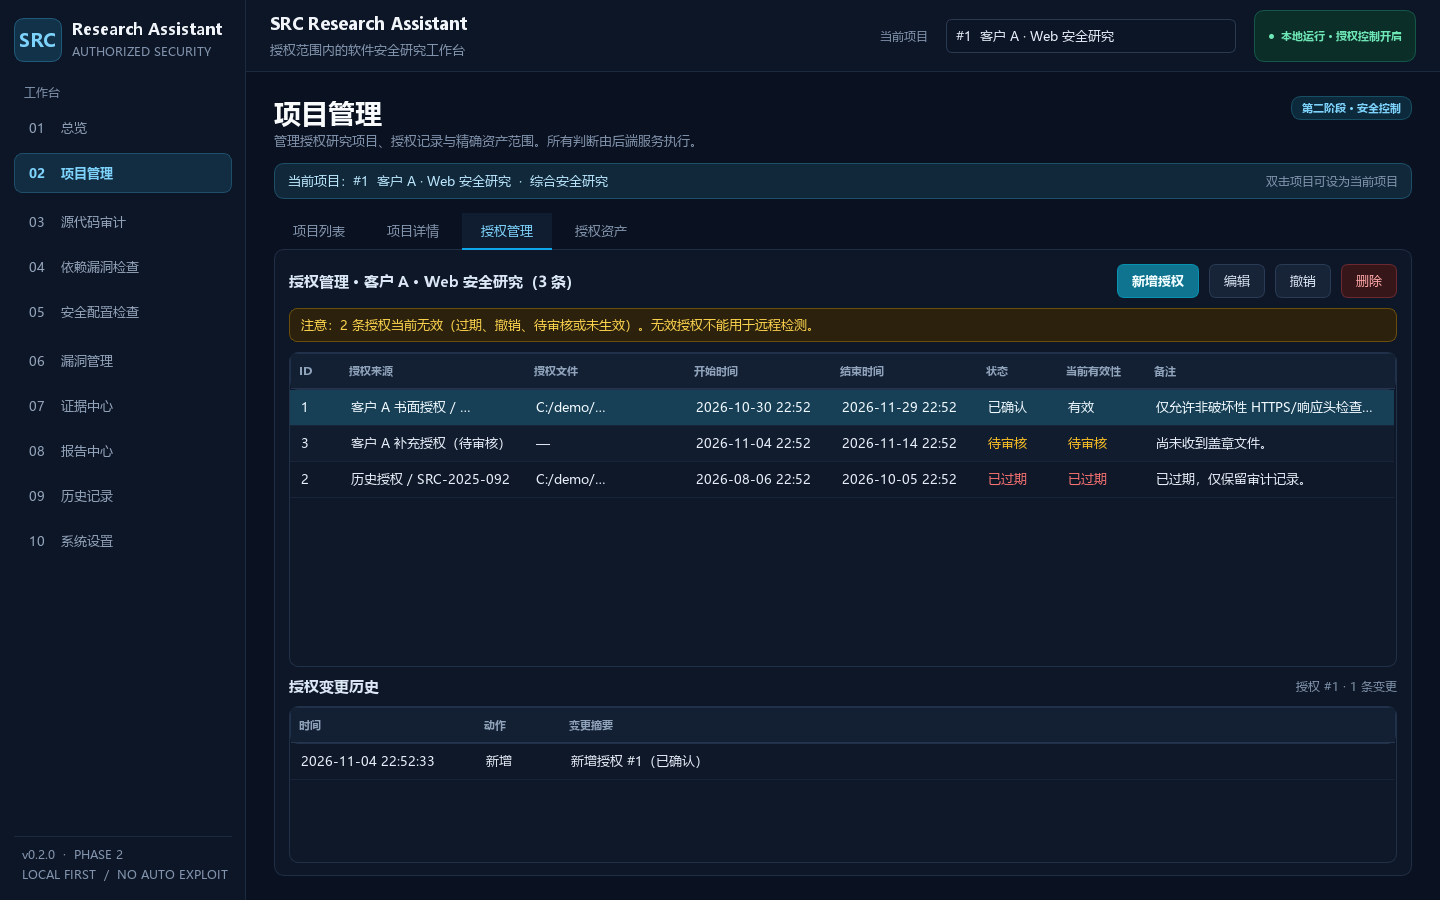 SRC
Research Assistant
AUTHORIZED SECURITY
工作台
01 总览
02 项目管理
03 源代码审计
04 依赖漏洞检查
05 安全配置检查
06 漏洞管理
07 证据中心
08 报告中心
09 历史记录
10 系统设置
v0.2.0 · PHASE 2
LOCAL FIRST / NO AUTO EXPLOIT
SRC Research Assistant
授权范围内的软件安全研究工作台
当前项目
#1 客户 A · Web 安全研究
● 本地运行 • 授权控制开启
项目管理
管理授权研究项目、授权记录与精确资产范围。所有判断由后端服务执行。
第二阶段 • 安全控制
当前项目：#1 客户 A · Web 安全研究 · 综合安全研究
双击项目可设为当前项目
项目列表 项目详情 授权管理 授权资产
授权管理 • 客户 A • Web 安全研究（3 条）
新增授权 编辑 撤销 删除
注意：2 条授权当前无效（过期、撤销、待审核或未生效）。无效授权不能用于远程检测。
ID 授权来源 授权文件 开始时间 结束时间 状态 当前有效性 备注
1 客户 A 书面授权 / ... C:/demo/... 2026-10-30 22:52 2026-11-29 22:52 已确认 有效 仅允许非破坏性 HTTPS/响应头检查...
3 客户 A 补充授权（待审核） — 2026-11-04 22:52 2026-11-14 22:52 待审核 待审核 尚未收到盖章文件。
2 历史授权 / SRC-2025-092 C:/demo/... 2026-08-06 22:52 2026-10-05 22:52 已过期 已过期 已过期，仅保留审计记录。
授权变更历史
授权 #1 · 1 条变更
时间 动作 变更摘要
2026-11-04 22:52:33 新增 新增授权 #1（已确认）